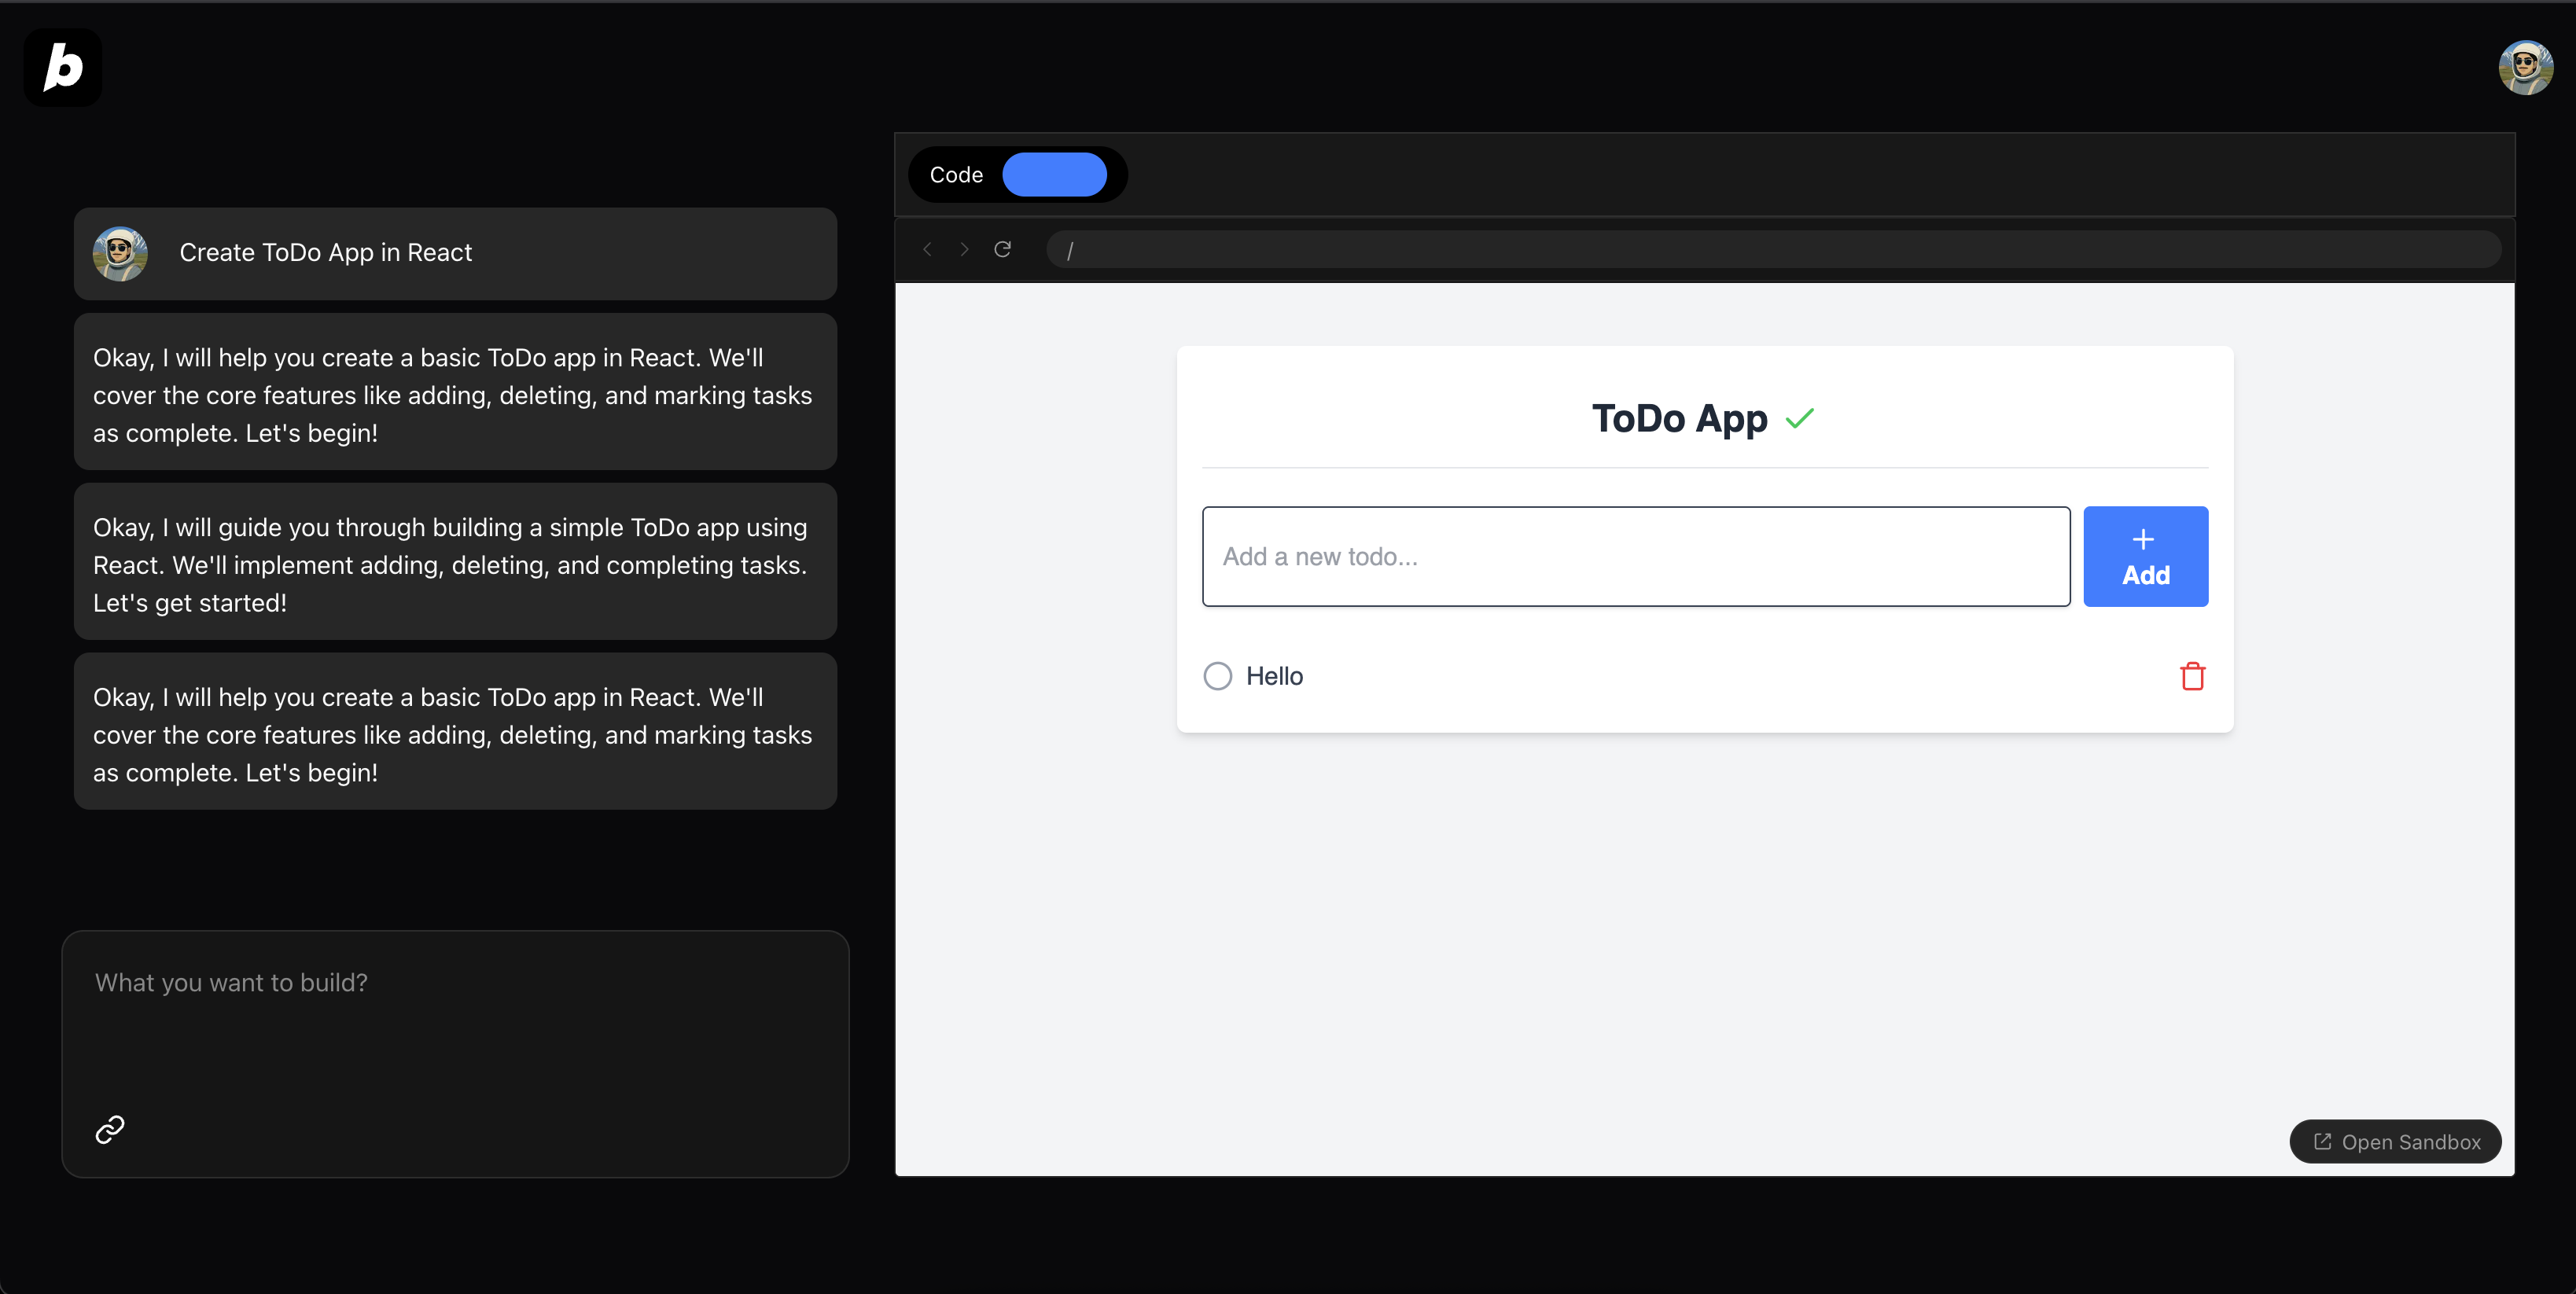 b
Create ToDo App in React
Okay, I will help you create a basic ToDo app in React. We'll
cover the core features like adding, deleting, and marking tasks
as complete. Let's begin!
Okay, I will guide you through building a simple ToDo app using
React. We'll implement adding, deleting, and completing tasks.
Let's get started!
Okay, I will help you create a basic ToDo app in React. We'll
cover the core features like adding, deleting, and marking tasks
as complete. Let's begin!
What you want to build?
Code
/
ToDo App
Add a new todo...
Add
Hello
Open Sandbox